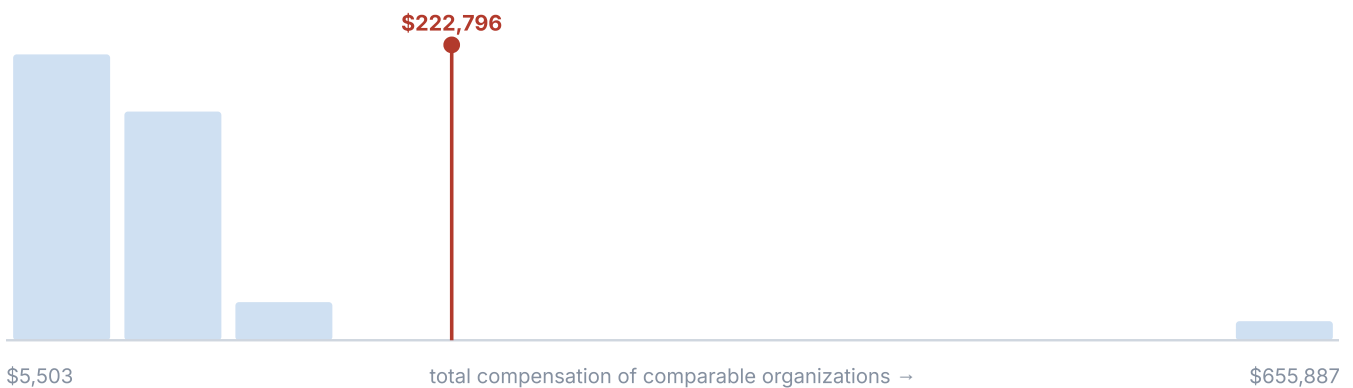 $222,796
$5,503
total compensation of comparable organizations →
$655,887